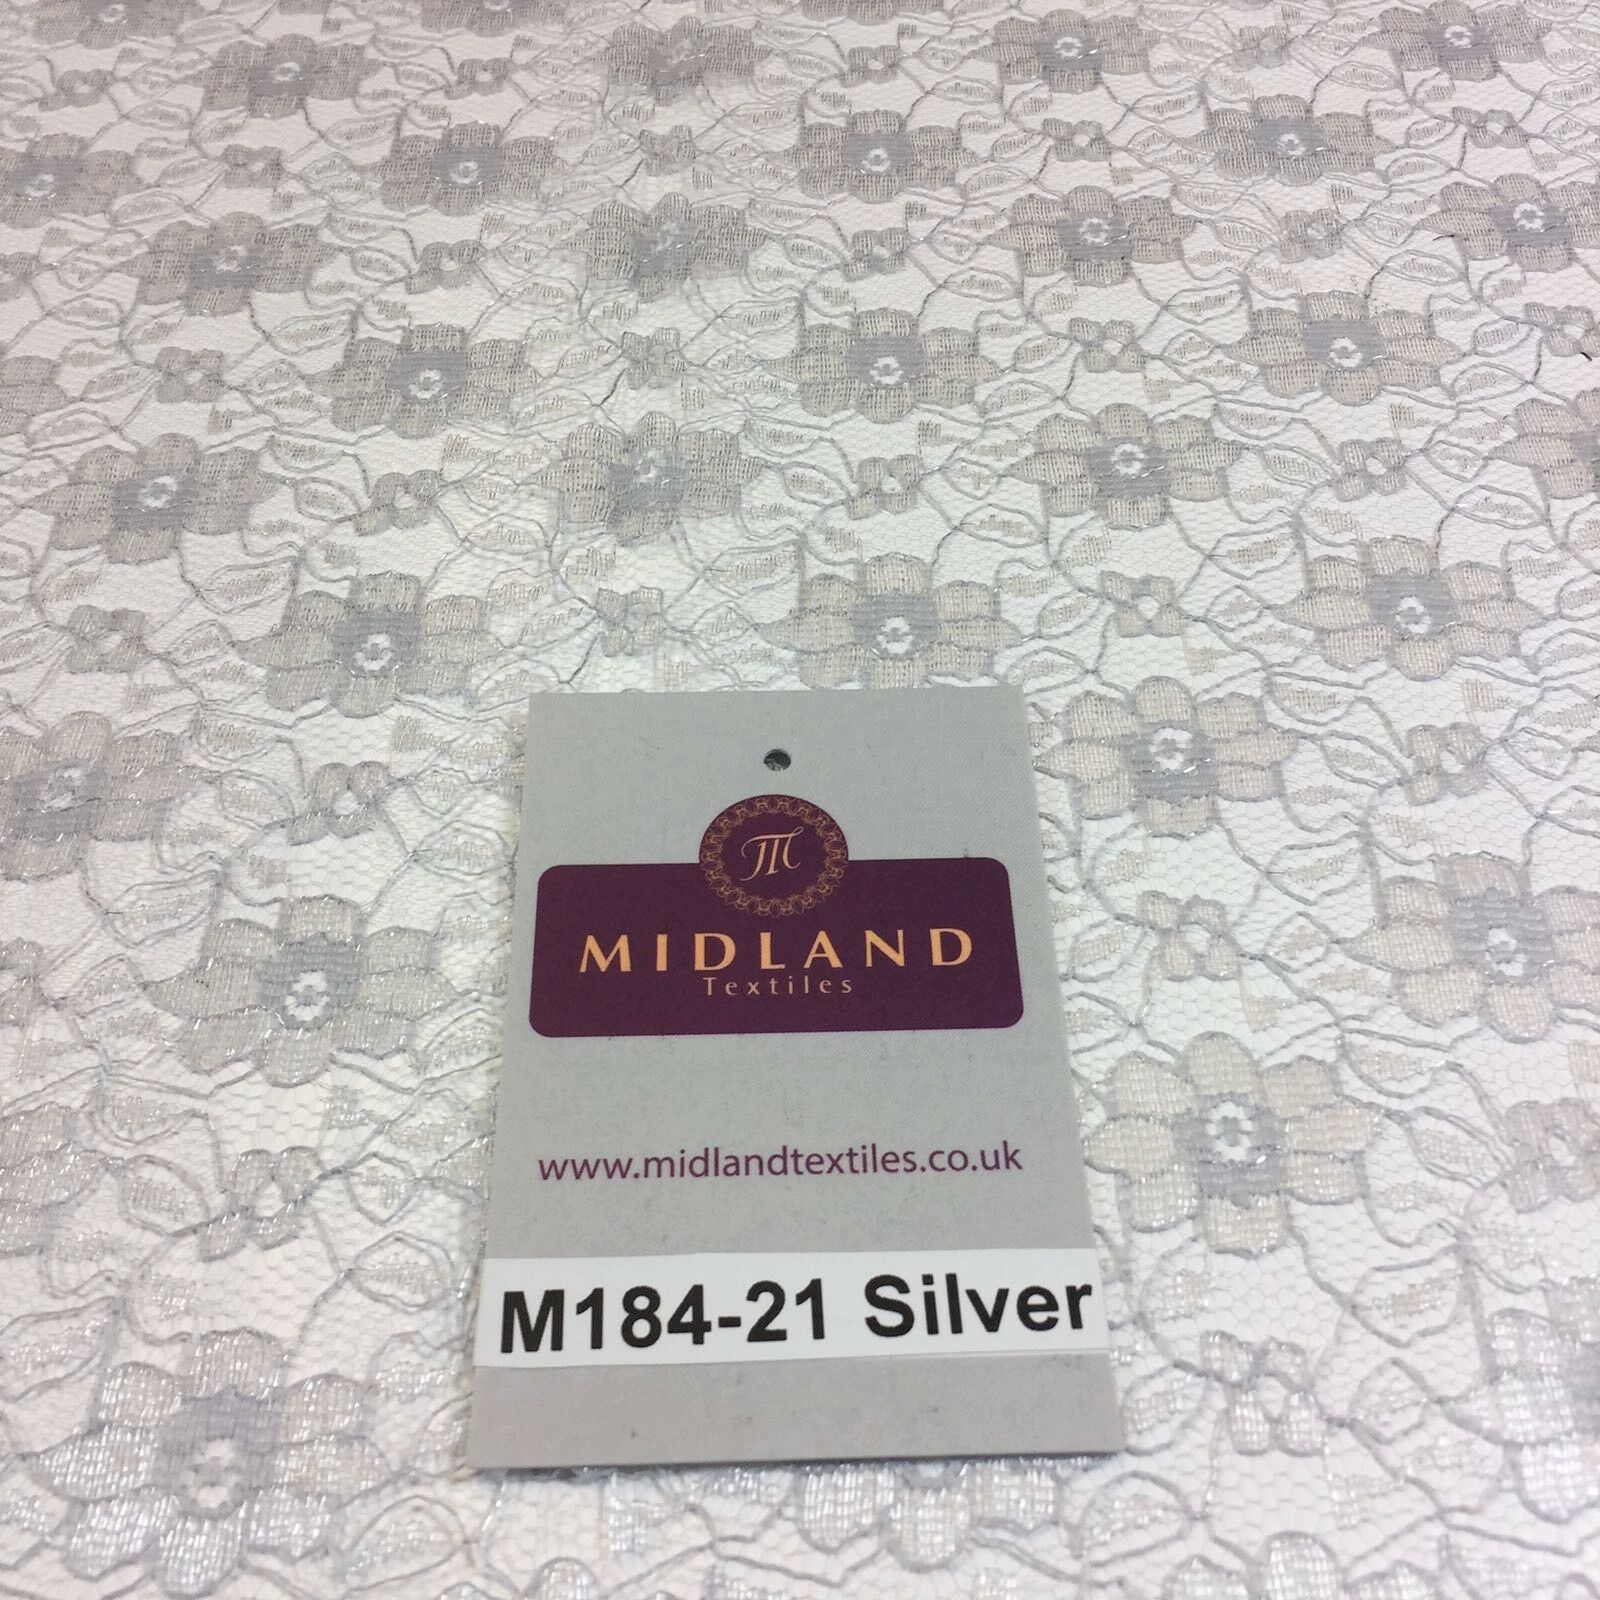 M
MIDLAND
Textiles
www.midlandtextiles.co.uk
M184-21 Silver